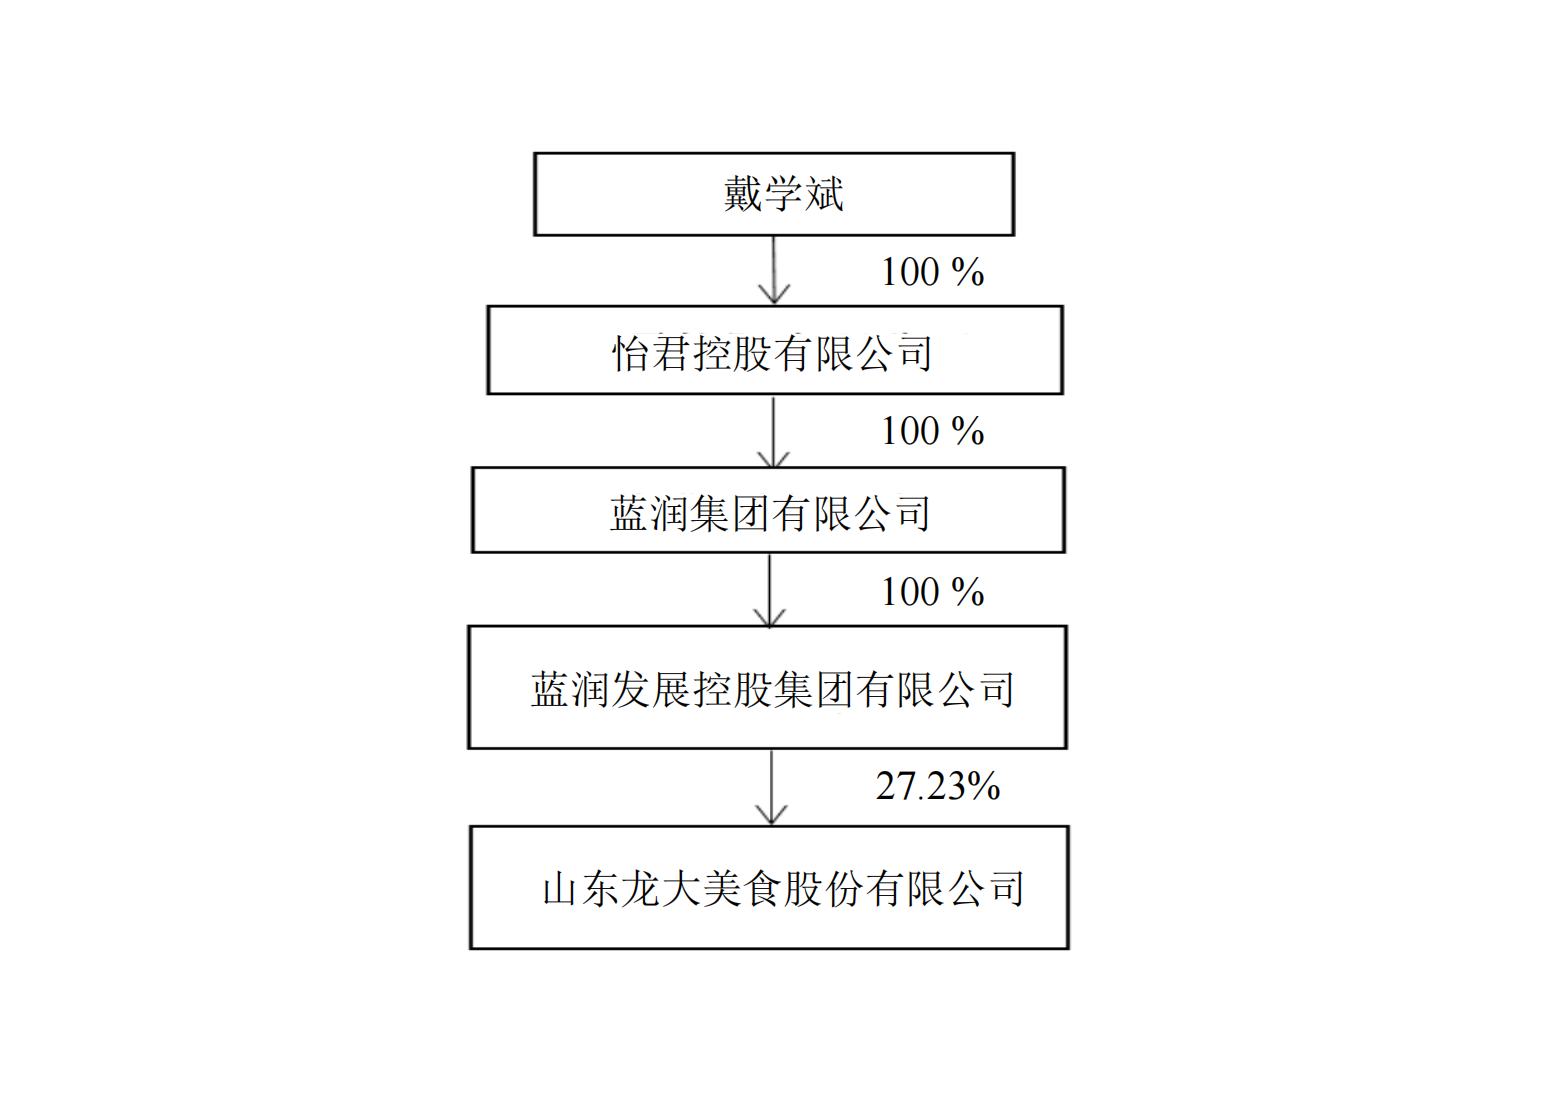 戴学斌
100 %
怡君控股有限公司
100 %
蓝润集团有限公司
100 %
蓝润发展控股集团有限公司
27.23%
山东龙大美食股份有限公司